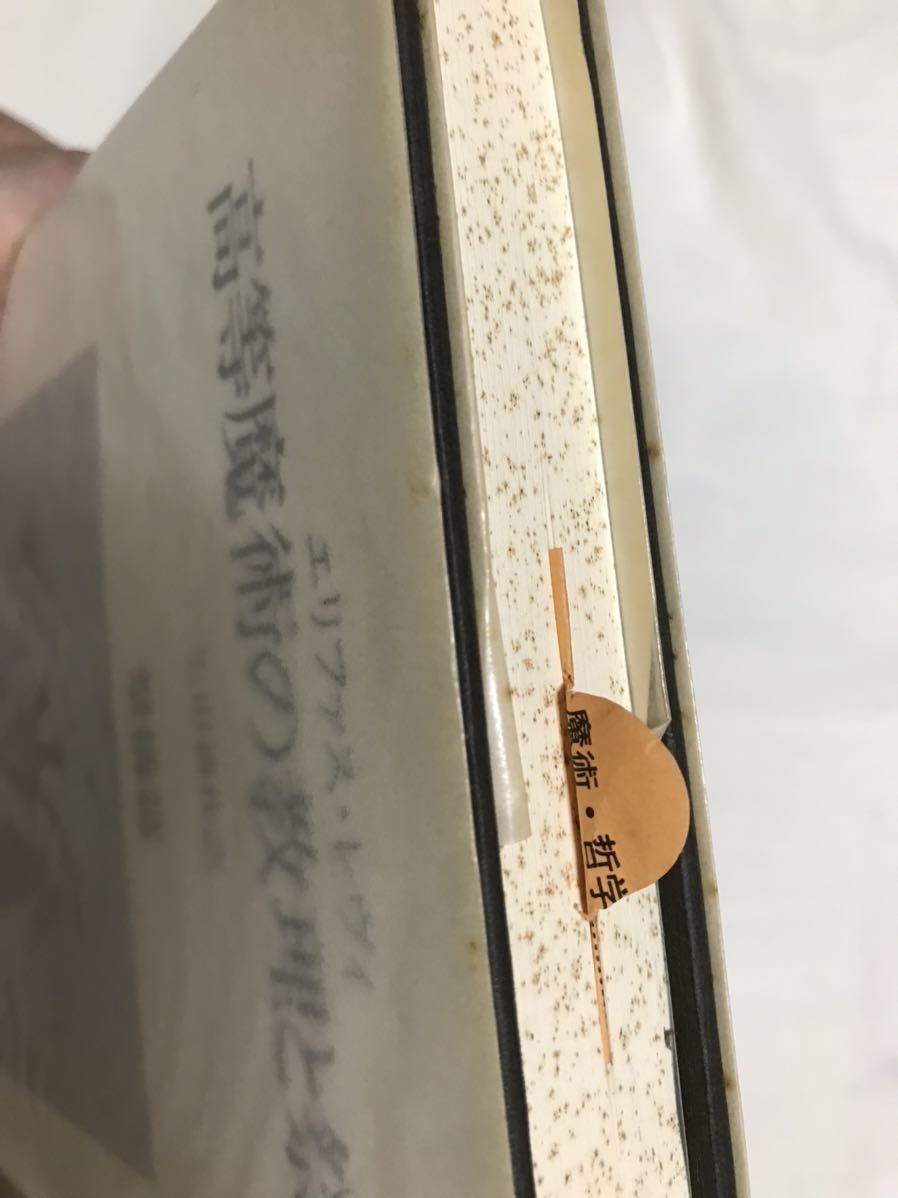 エリファス・レヴィ
高等魔術の教理と祭
魔術・哲学